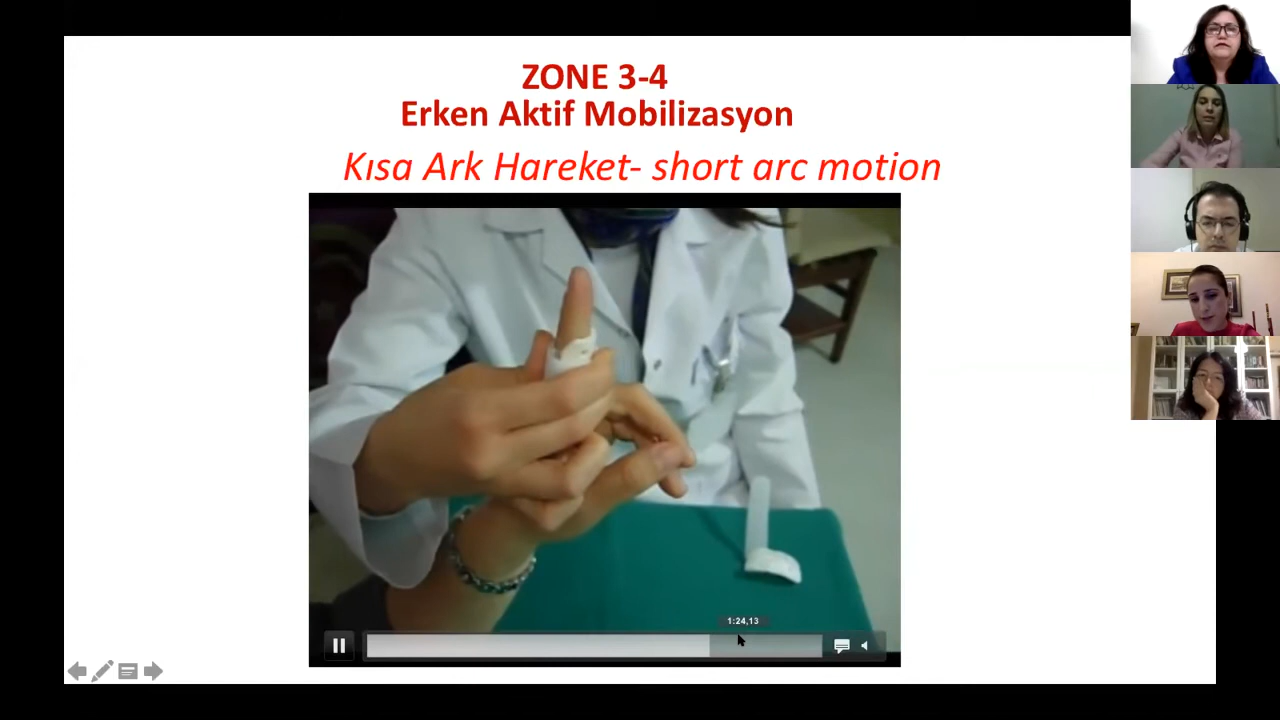 ZONE 3-4
Erken Aktif Mobilizasyon
Kısa Ark Hareket- short arc motion
1:24,13